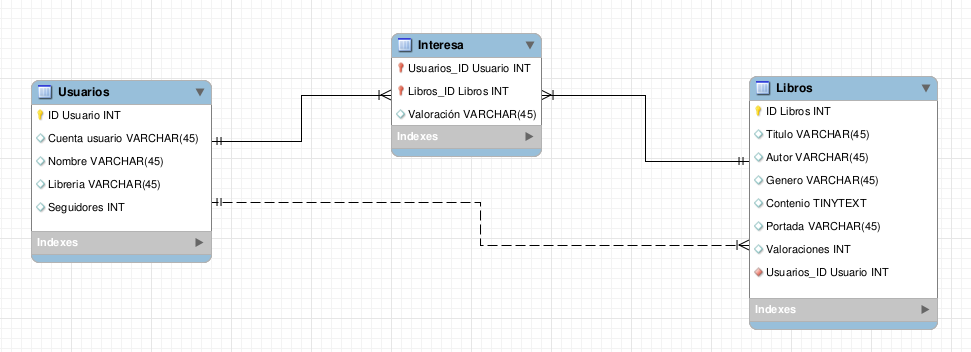 Usuarios
ID Usuario INT
Cuenta usuario VARCHAR(45)
Nombre VARCHAR(45)
Libreria VARCHAR(45)
Seguidores INT
Indexes
Interesa
Usuarios_ID Usuario INT
Libros_ID Libros INT
Valoración VARCHAR(45)
Indexes
Libros
ID Libros INT
Titulo VARCHAR(45)
Autor VARCHAR(45)
Genero VARCHAR(45)
Contenio TINYTEXT
Portada VARCHAR(45)
Valoraciones INT
Usuarios_ID Usuario INT
Indexes